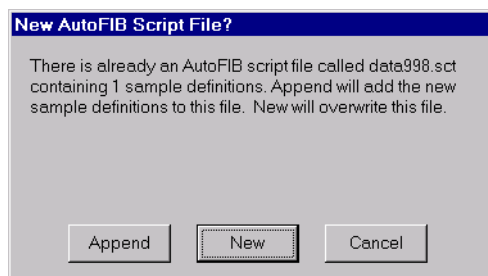 New AutoFIB Script File?
There is already an AutoFIB script file called data998.sct
containing 1 sample definitions. Append will add the new
sample definitions to this file. New will overwrite this file.
Append New Cancel